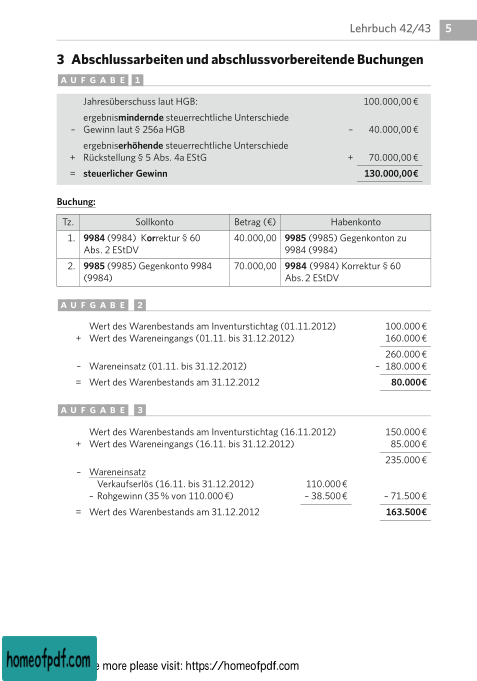 Lehrbuch 42/43 5
3 Abschlussarbeiten und abschlussvorbereitende Buchungen
AUFGABE 1
Jahresüberschuss laut HGB: 100.000,00 €
ergebnismindernde steuerrechtliche Unterschiede
– Gewinn laut § 256a HGB – 40.000,00 €
ergebniserhöhende steuerrechtliche Unterschiede
+ Rückstellung § 5 Abs. 4a EStG + 70.000,00 €
= steuerlicher Gewinn 130.000,00 €
Buchung:
Tz. Sollkonto Betrag (€) Habenkonto
1. 9984 (9984) Korrektur § 60 40.000,00 9985 (9985) Gegenkonton zu
Abs. 2 EStDV 9984 (9984)
2. 9985 (9985) Gegenkonto 9984 70.000,00 9984 (9984) Korrektur § 60
(9984) Abs. 2 EStDV
AUFGABE 2
Wert des Warenbestands am Inventurstichtag (01.11.2012) 100.000 €
+ Wert des Wareneingangs (01.11. bis 31.12.2012) 160.000 €
260.000 €
– Wareneinsatz (01.11. bis 31.12.2012) – 180.000 €
= Wert des Warenbestands am 31.12.2012 80.000 €
AUFGABE 3
Wert des Warenbestands am Inventurstichtag (16.11.2012) 150.000 €
+ Wert des Wareneingangs (16.11. bis 31.12.2012) 85.000 €
235.000 €
– Wareneinsatz
Verkaufserlös (16.11. bis 31.12.2012) 110.000 €
– Rohgewinn (35 % von 110.000 €) – 38.500 € – 71.500 €
= Wert des Warenbestands am 31.12.2012 163.500 €
homeofpdf.com
e more please visit: https://homeofpdf.com